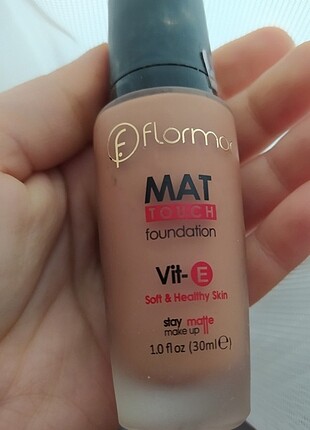 flormar
MAT
TOUCH
foundation
Vit-E
Soft & Healthy Skin
stay matte
make up
1.0 fl oz (30ml℮)